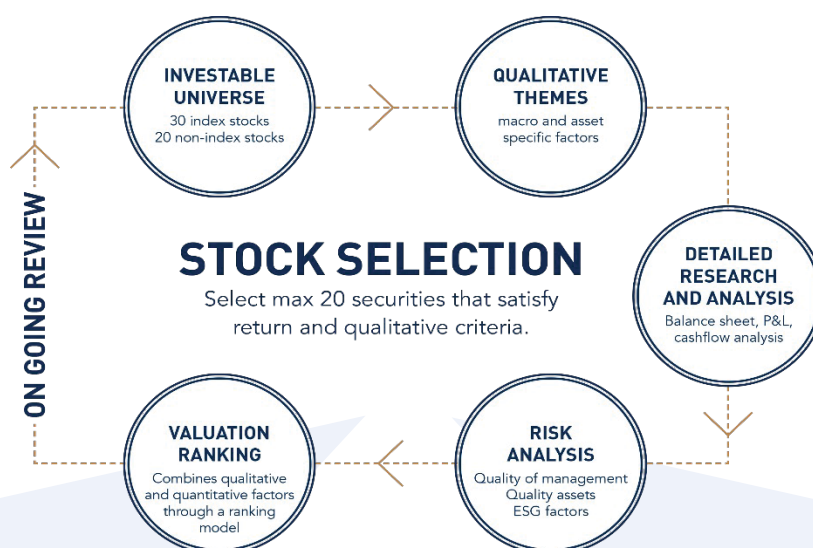 INVESTABLE
UNIVERSE
30 index stocks
20 non-index stocks
QUALITATIVE
THEMES
macro and asset
specific factors
DETAILED
RESEARCH
AND ANALYSIS
Balance sheet, P&L,
cashflow analysis
STOCK SELECTION
Select max 20 securities that satisfy
return and qualitative criteria.
ON GOING REVIEW
VALUATION
RANKING
Combines qualitative
and quantitative factors
through a ranking
model
RISK
ANALYSIS
Quality of management
Quality assets
ESG factors